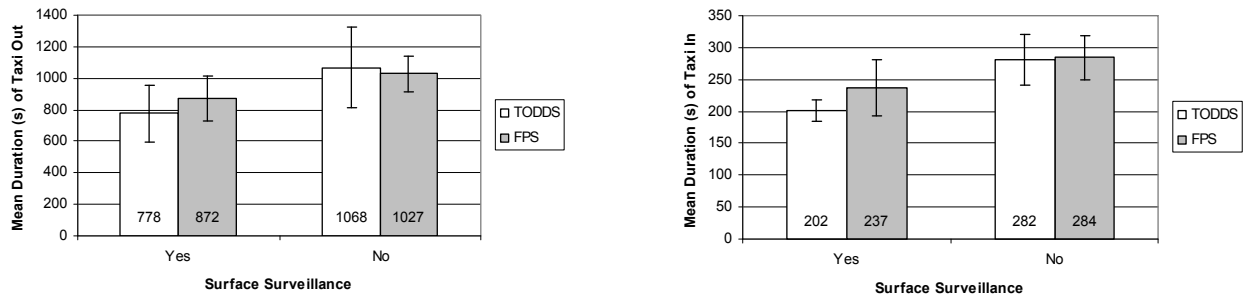 Mean Duration (s) of Taxi Out
1400
1200
1000
800
600
400
200
0
778
872
1068
1027
Yes
No
Surface Surveillance
TODDS
FPS
Mean Duration (s) of Taxi In
350
300
250
200
150
100
50
0
202
237
282
284
Yes
No
Surface Surveillance
TODDS
FPS